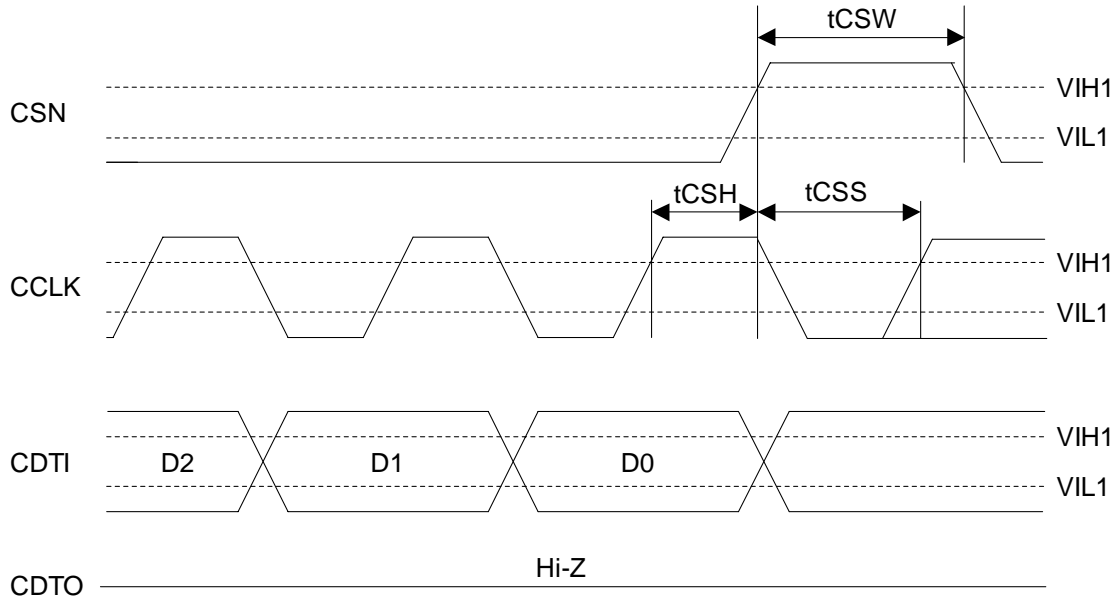 tCSW
CSN
VIH1
VIL1
tCSH
tCSS
CCLK
VIH1
VIL1
CDTI
D2
D1
D0
VIH1
VIL1
CDTO
Hi-Z